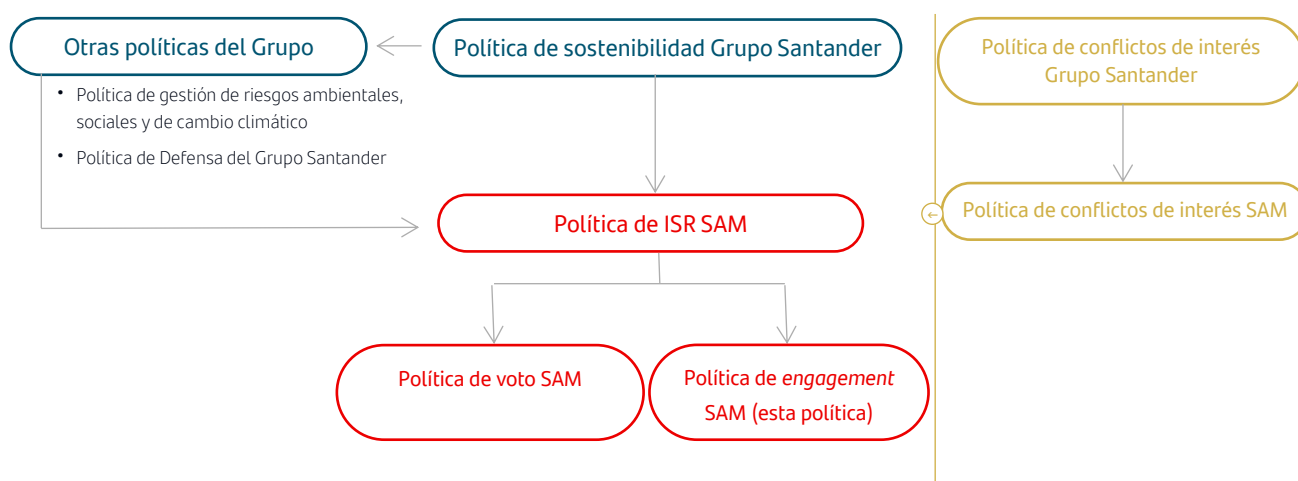 Otras políticas del Grupo
Política de sostenibilidad Grupo Santander
Política de conflictos de interés
Grupo Santander
• Política de gestión de riesgos ambientales,
sociales y de cambio climático
• Política de Defensa del Grupo Santander
Política de ISR SAM
Política de conflictos de interés SAM
Política de voto SAM
Política de engagement
SAM (esta política)